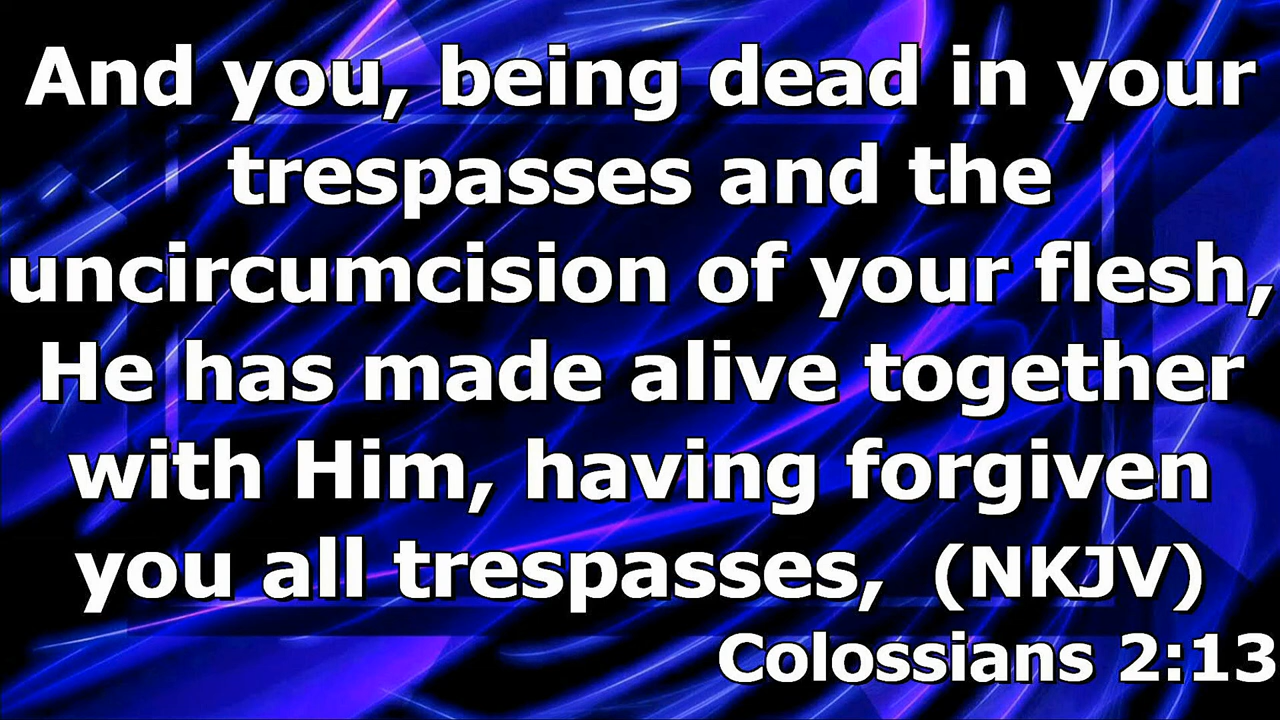 And you, being dead in your
trespasses and the
uncircumcision of your flesh,
He has made alive together
with Him, having forgiven
you all trespasses, (NKJV)
Colossians 2:13